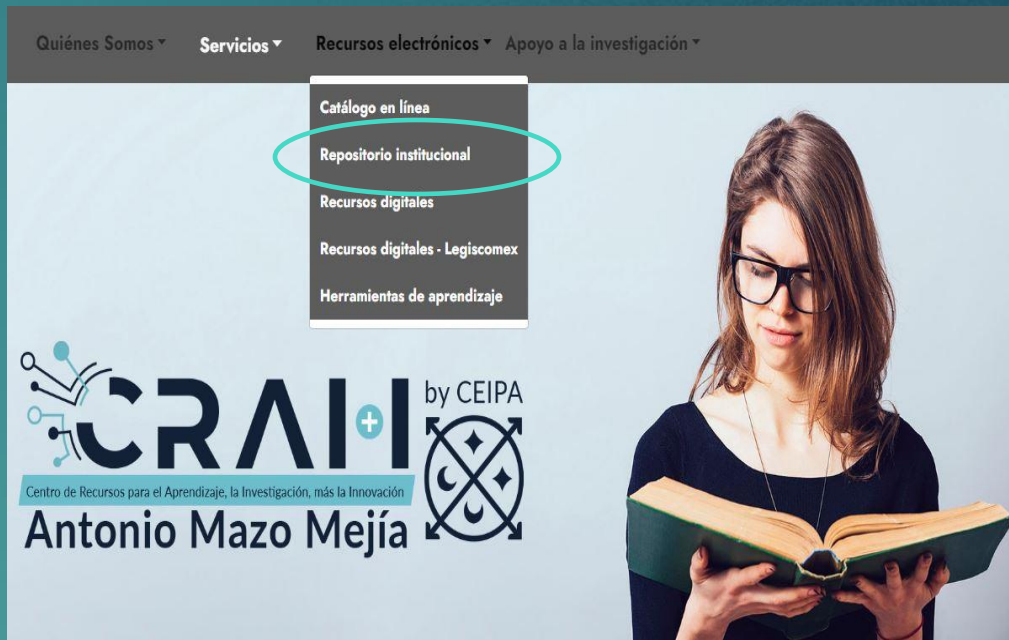 Quiénes Somos
Servicios
Recursos electrónicos
Apoyo a la investigación
Catálogo en línea
Repositorio institucional
Recursos digitales
Recursos digitales - Legiscomex
Herramientas de aprendizaje
CRAI+
by CEIPA
Centro de Recursos para el Aprendizaje, la Investigación, más la Innovación
Antonio Mazo Mejía